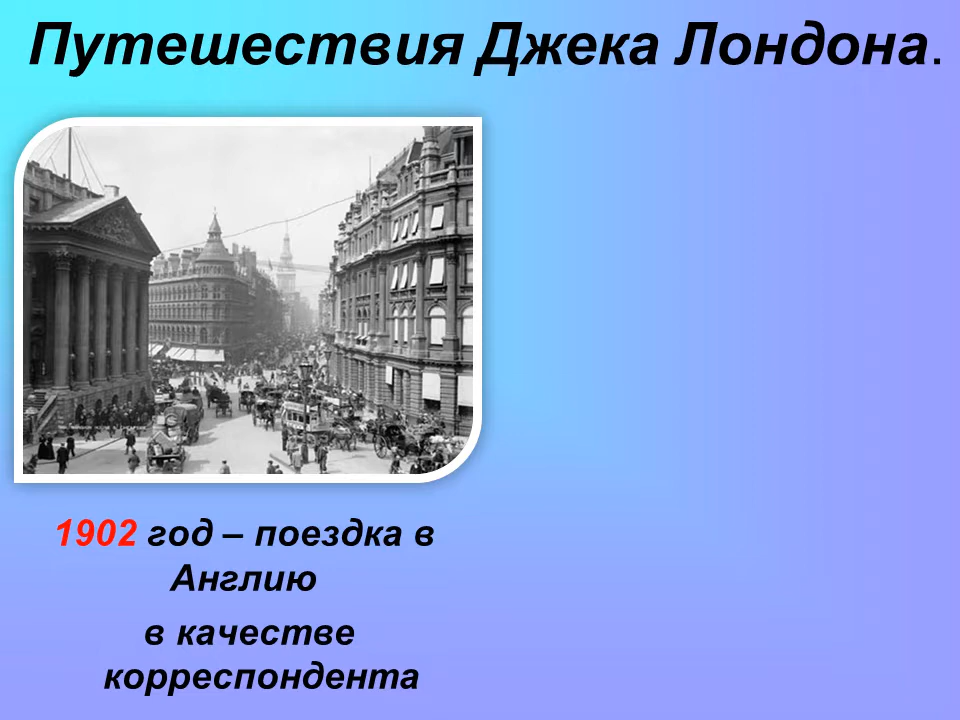 Путешествия Джека Лондона.
1902 год – поездка в
Англию
в качестве
корреспондента